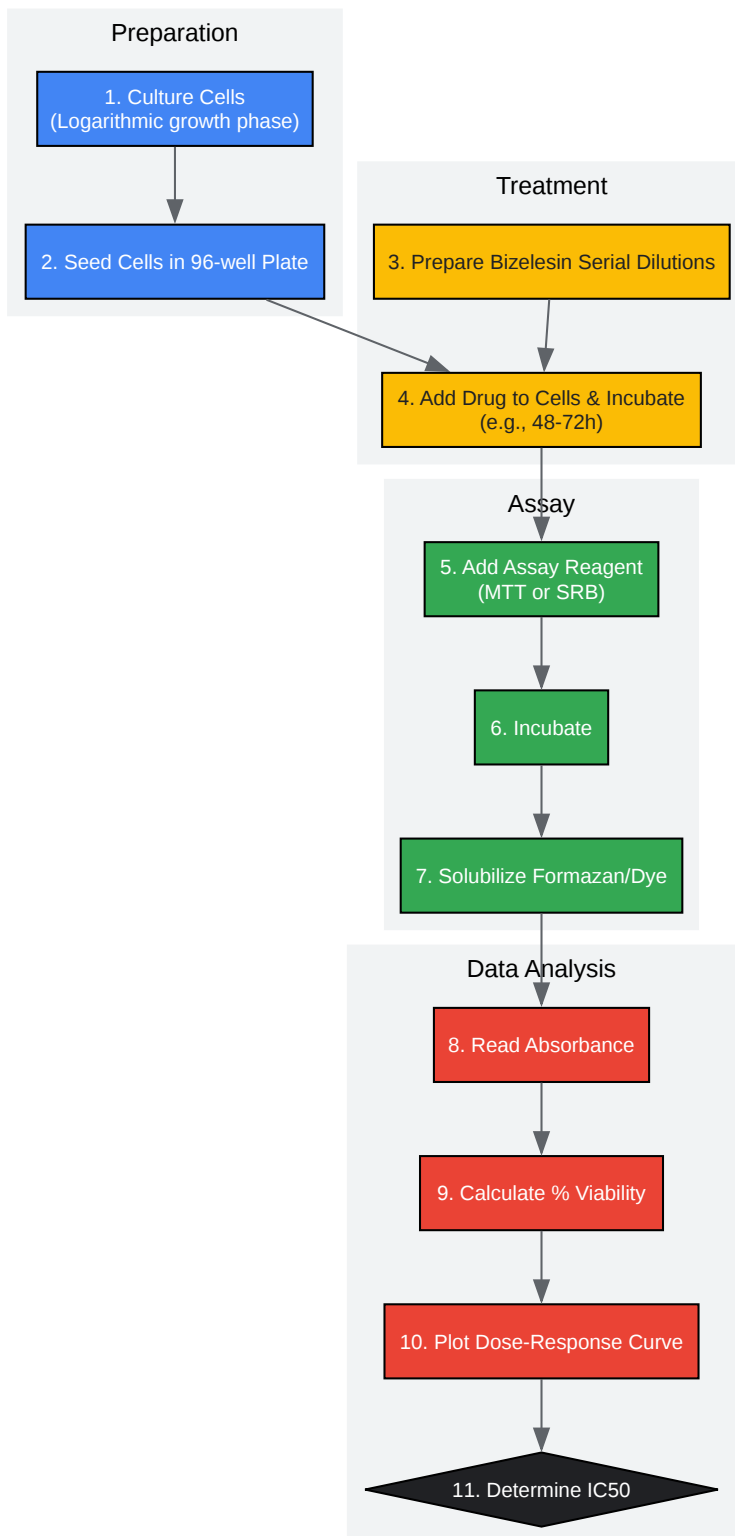 Preparation
1. Culture Cells
(Logarithmic growth phase)
2. Seed Cells in 96-well Plate
Treatment
3. Prepare Bizelesin Serial Dilutions
4. Add Drug to Cells & Incubate
(e.g., 48-72h)
Assay
5. Add Assay Reagent
(MTT or SRB)
6. Incubate
7. Solubilize Formazan/Dye
Data Analysis
8. Read Absorbance
9. Calculate % Viability
10. Plot Dose-Response Curve
11. Determine IC50